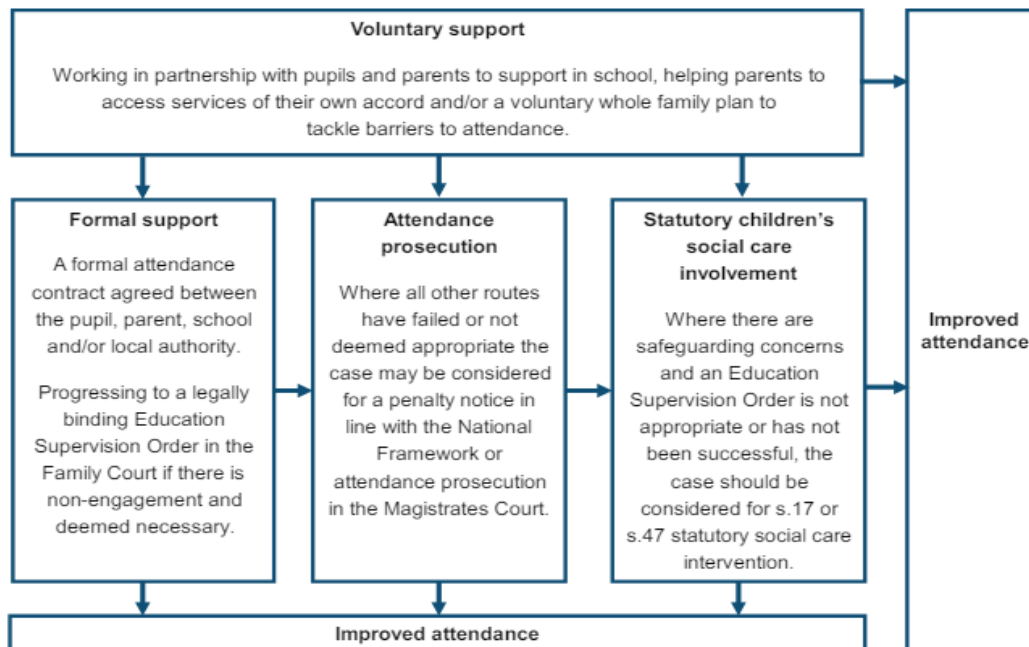 Voluntary support
Working in partnership with pupils and parents to support in school, helping parents to
access services of their own accord and/or a voluntary whole family plan to
tackle barriers to attendance.
Formal support
A formal attendance
contract agreed between
the pupil, parent, school
and/or local authority.
Progressing to a legally
binding Education
Supervision Order in the
Family Court if there is
non-engagement and
deemed necessary.
Attendance
prosecution
Where all other routes
have failed or not
deemed appropriate the
case may be considered
for a penalty notice in
line with the National
Framework or
attendance prosecution
in the Magistrates Court.
Statutory children's
social care
involvement
Where there are
safeguarding concerns
and an Education
Supervision Order is not
appropriate or has not
been successful, the
case should be
considered for s.17 or
s.47 statutory social care
intervention.
Improved
attendance
Improved attendance